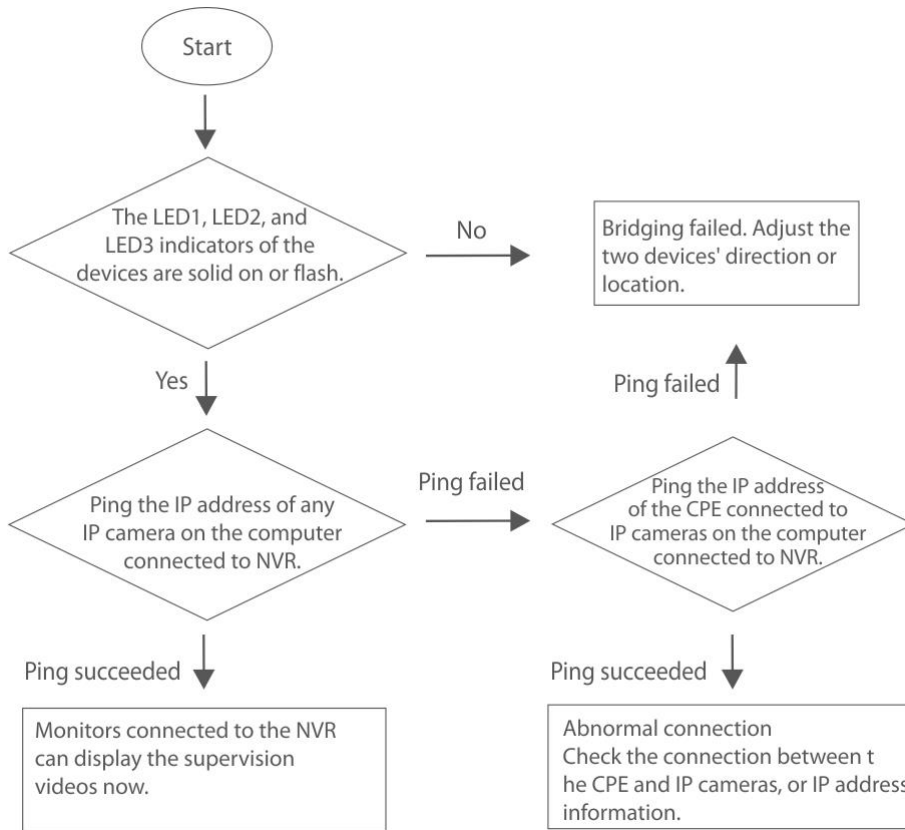 Start
The LED1, LED2, and
LED3 indicators of the
devices are solid on or flash.
No
Bridging failed. Adjust the
two devices' direction or
location.
Yes
Ping failed
Ping the IP address of any
IP camera on the computer
connected to NVR.
Ping failed
Ping the IP address
of the CPE connected to
IP cameras on the computer
connected to NVR.
Ping succeeded
Ping succeeded
Monitors connected to the NVR
can display the supervision
videos now.
Abnormal connection
Check the connection between t
he CPE and IP cameras, or IP address
information.